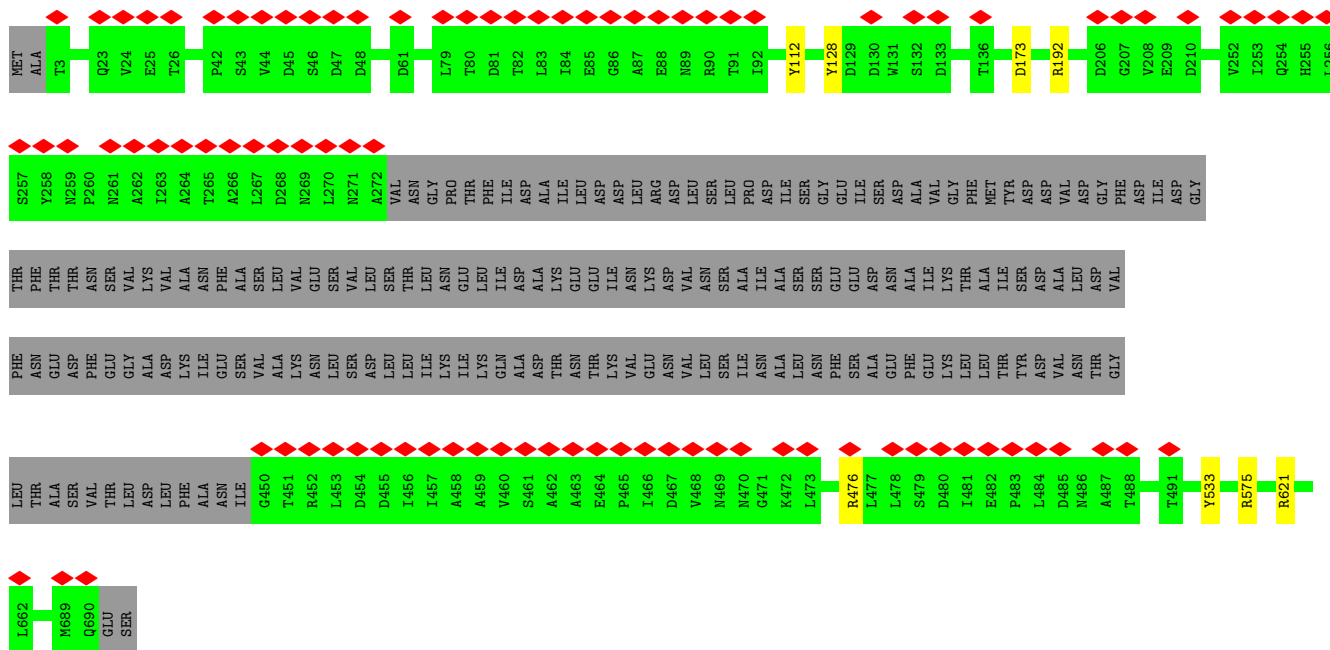 MET ALA T3 Q23 V24 E25 T26 P42 S43 V44 D45 S46 D47 D48 D61 L79 T80 D81 T82 L83 I84 E85 G86 A87 E88 N89 R90 T91 I92 Y112 Y128 D129 D130 W131 S132 D133 T136 D173 R192 D206 G207 V208 E209 D210 V252 I253 Q254 H255 L256
S257 Y258 N259 P260 N261 A262 I263 A264 T265 A266 L267 D268 N269 L270 N271 A272 VAL ASN GLY PRO THR PHE ILE ASP ALA ILE LEU ASP ASP LEU ARG ASP LEU SER LEU PRO ASP ILE SER GLY GLU ILE SER ASP ALA VAL GLY PHE MET TYR ASP ASP VAL ASP GLY PHE ASP ILE ASP GLY
THR PHE THR THR ASN SER VAL LYS VAL ALA ASN PHE ALA SER LEU VAL GLU SER VAL LEU SER THR LEU ASN GLU LEU ILE ASP ALA LYS GLU GLU ILE ASN LYS ASP VAL ASN SER ALA ILE ALA SER SER GLU GLU ASP ASN ALA ILE LYS THR ALA ILE SER ASP ALA LEU ASP VAL
PHE ASN GLU ASP PHE GLU GLY ALA ASP LYS ILE GLU SER VAL ALA LYS ASN LEU SER ASP LEU LEU ILE LYS ILE LYS GLN ALA ASP THR ASN THR LYS VAL GLU ASN VAL LEU SER ILE ASN ALA LEU ASN PHE SER ALA GLU PHE GLU LYS LEU LEU THR TYR ASP VAL ASN THR GLY
LEU THR ALA SER VAL THR LEU ASP LEU PHE ALA ASN ILE G450 T451 R452 L453 D454 D455 I456 I457 A458 A459 V460 S461 A462 A463 E464 P465 I466 D467 V468 N469 N470 G471 K472 L473 R476 L477 L478 S479 D480 I481 E482 P483 L484 D485 N486 A487 T488 T491 Y533 R575 R621
L662 M689 Q690 GLU SER